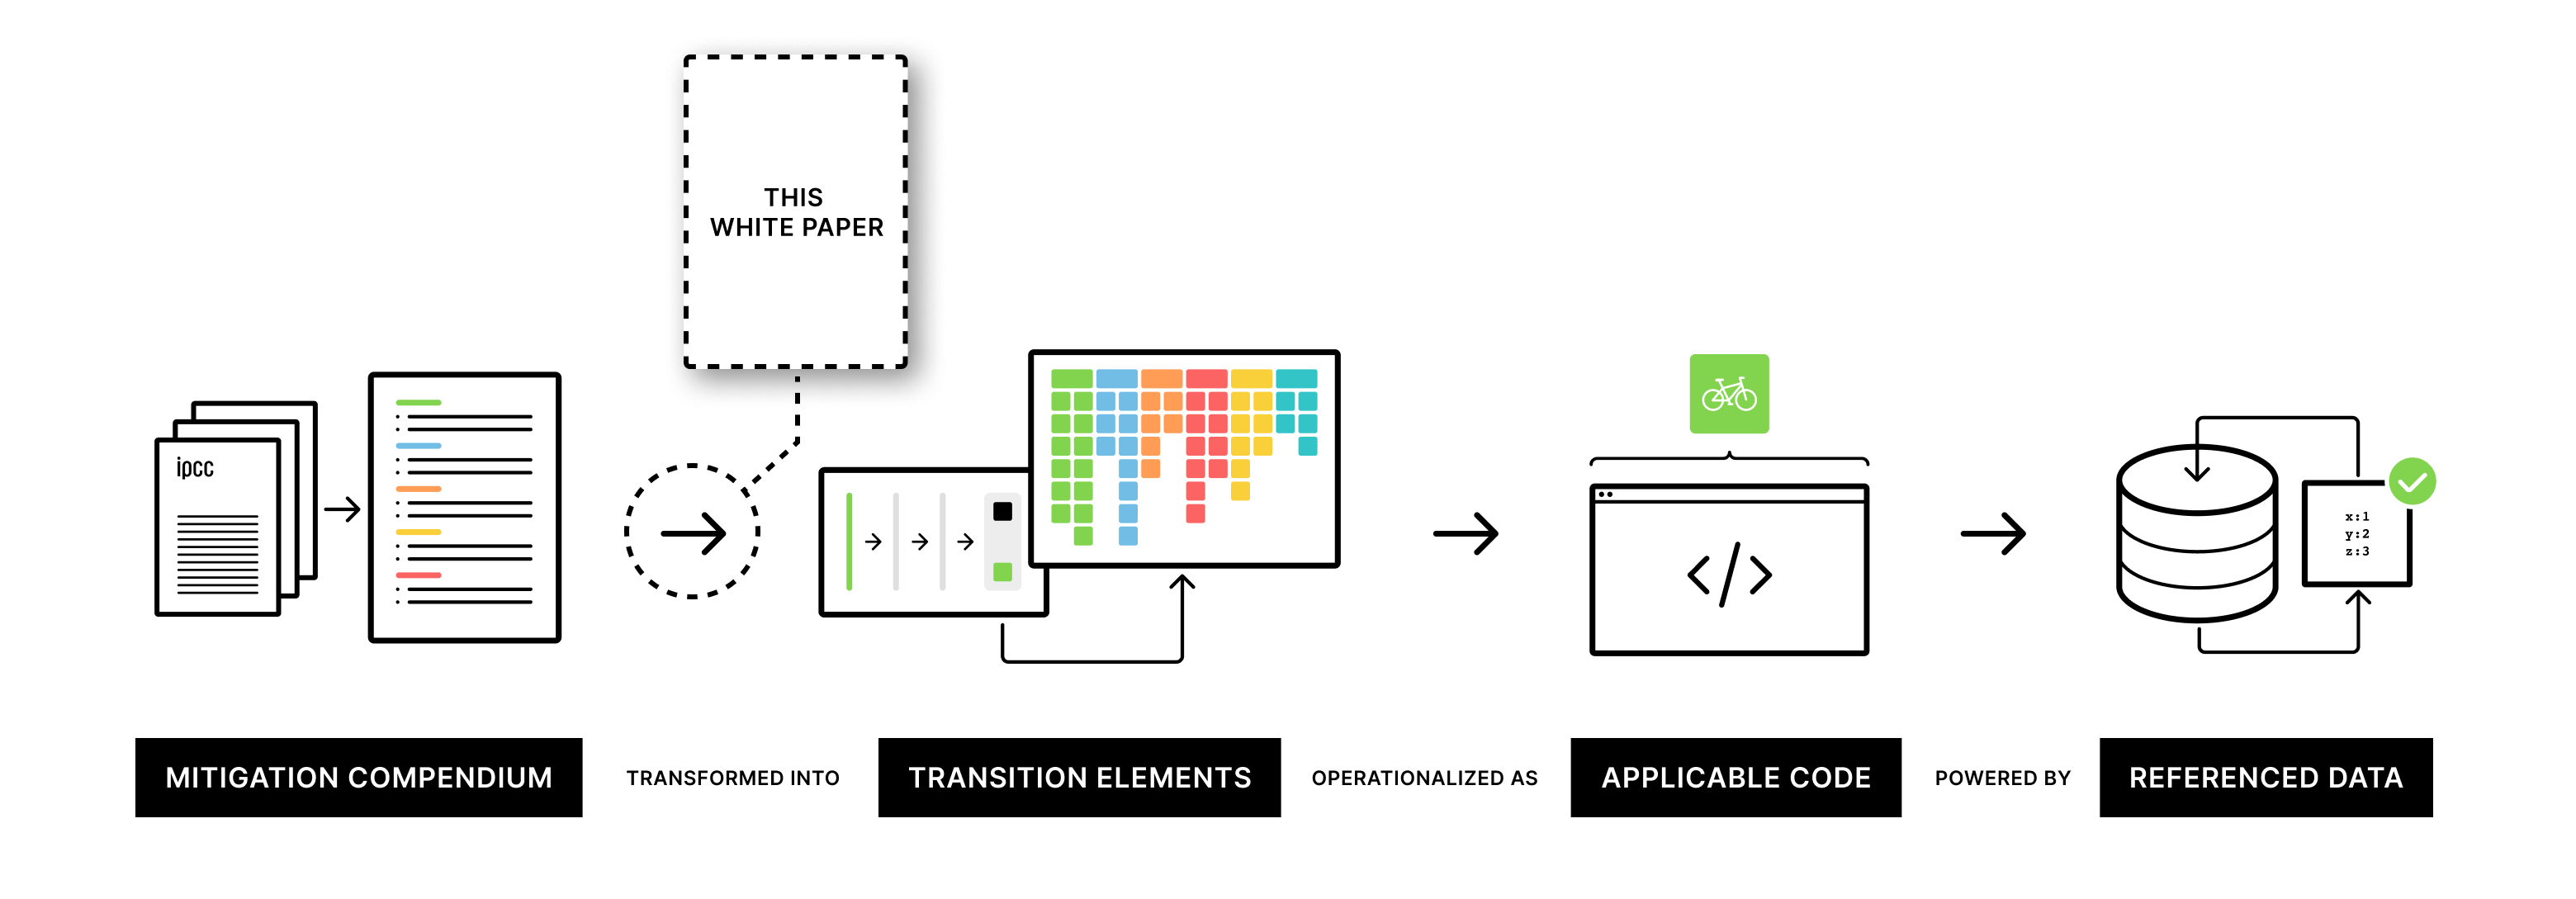 THIS
WHITE PAPER
ipcc
x:1
y:2
z:3
</>
MITIGATION COMPENDIUM
TRANSFORMED INTO
TRANSITION ELEMENTS
OPERATIONALIZED AS
APPLICABLE CODE
POWERED BY
REFERENCED DATA